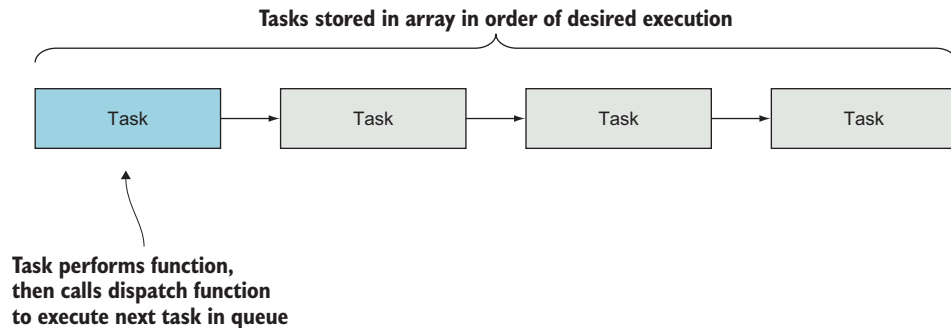 Tasks stored in array in order of desired execution
Task
Task
Task
Task
Task performs function,
then calls dispatch function
to execute next task in queue